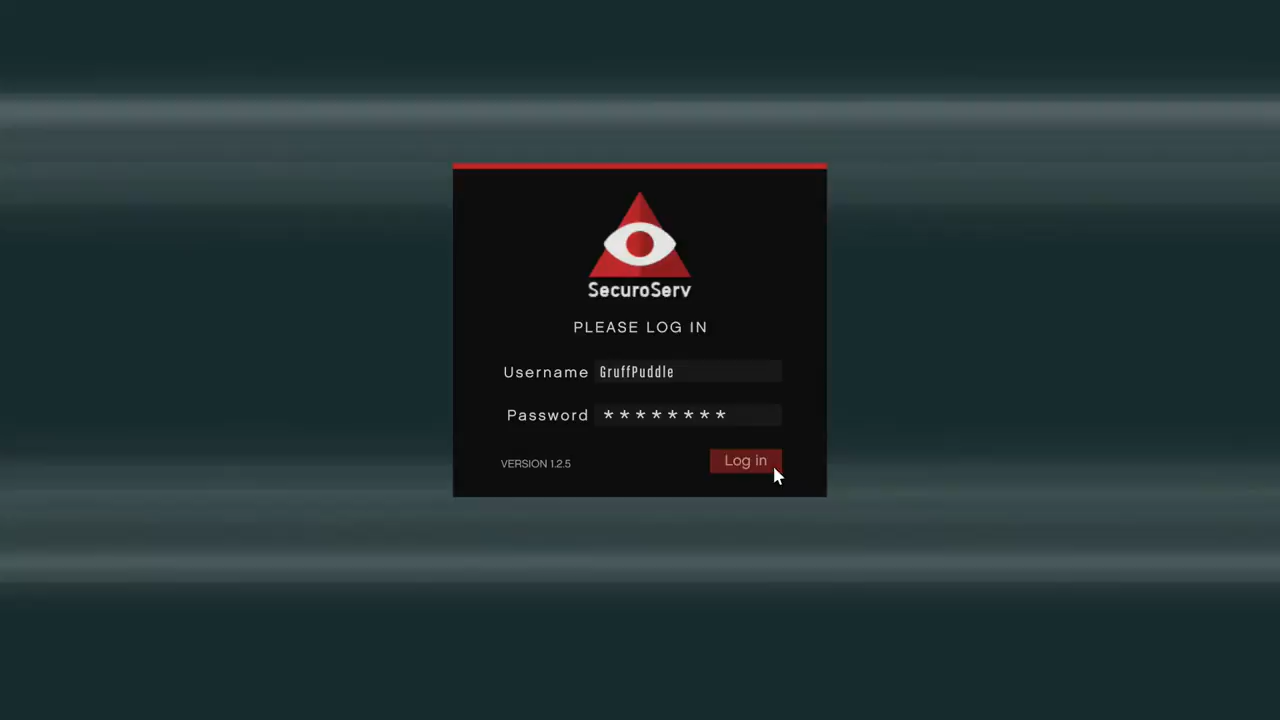 SecuroServ
PLEASE LOG IN
Username GruffPuddle
Password ********
VERSION 1.2.5 Log in